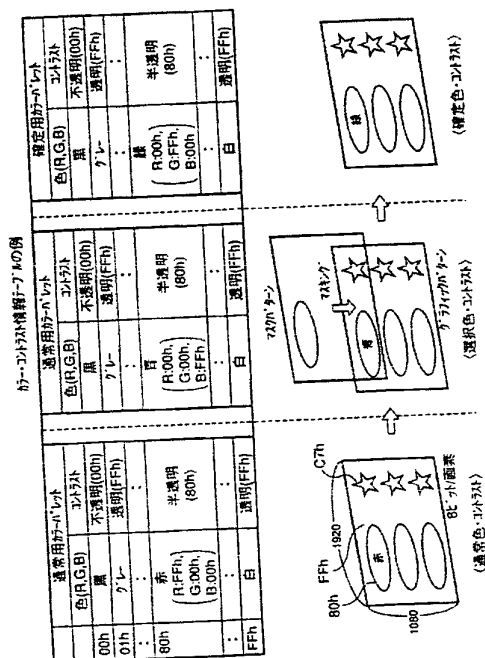 カラー・コントラスト情報テーブルの例
通常用カラーパレット 通常用カラーパレット 確定用カラーパレット
色(R,G,B) コントラスト 色(R,G,B) コントラスト 色(R,G,B) コントラスト
00h 黒 不透明(00h) 黒 不透明(00h) 黒 不透明(00h)
01h グレー 透明(FFh) グレー 透明(FFh) グレー 透明(FFh)
: : : : : : :
80h 赤 (R:FFh, G:00h, B:00h) 半透明(80h) 青 (R:00h, G:00h, B:FFh) 半透明(80h) 緑 (R:00h, G:FFh, B:00h) 半透明(80h)
: : : : : : :
FFh 白 透明(FFh) 白 透明(FFh) 白 透明(FFh)
マスクパターン
マスキング
80h
FFh
1920
C7h
1080
赤
青
緑
8ビット/画素
グラフィックパターン
〈通常色・コントラスト〉
〈選択色・コントラスト〉
〈確定色・コントラスト〉